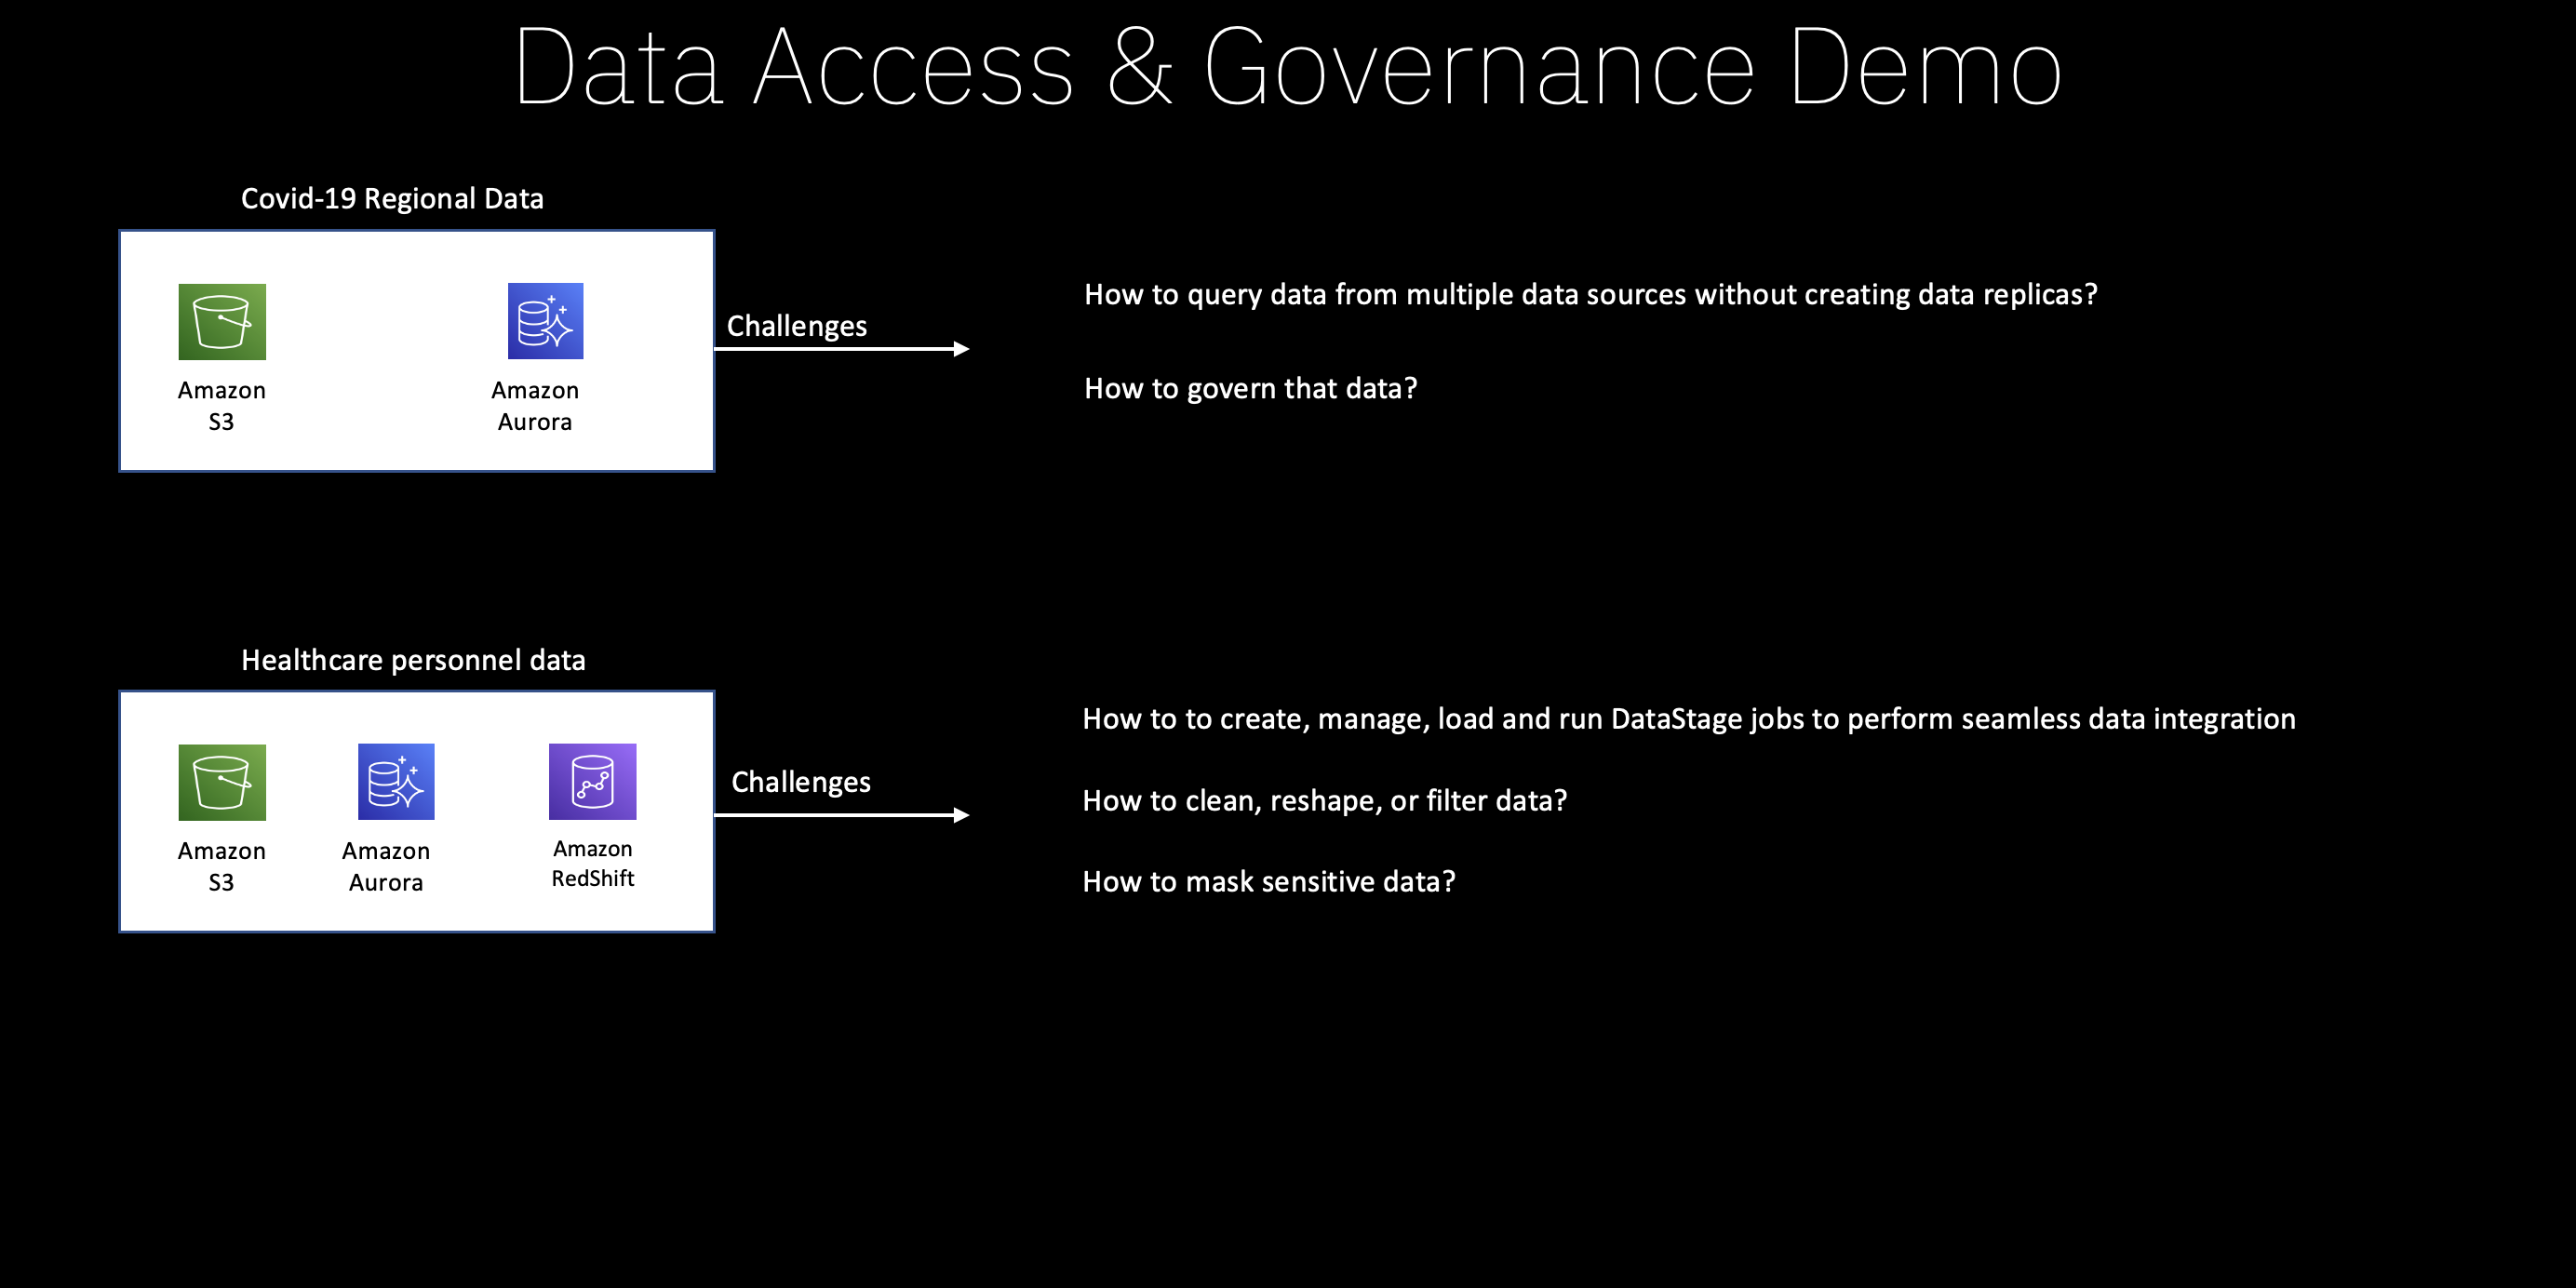 Data Access & Governance Demo
Covid-19 Regional Data
Amazon
S3
Amazon
Aurora
Challenges
How to query data from multiple data sources without creating data replicas?
How to govern that data?
Healthcare personnel data
Amazon
S3
Amazon
Aurora
Amazon
RedShift
Challenges
How to to create, manage, load and run DataStage jobs to perform seamless data integration
How to clean, reshape, or filter data?
How to mask sensitive data?